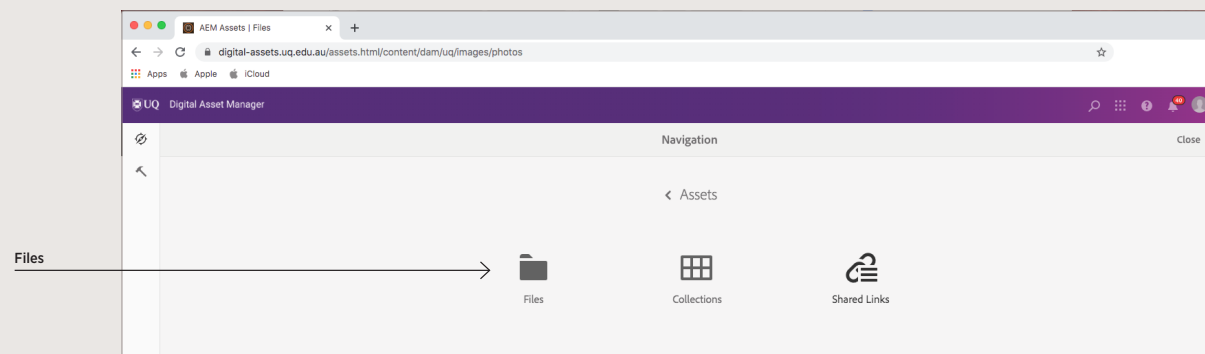 AEM Assets | Files
digital-assets.uq.edu.au/assets.html/content/dam/uq/images/photos
Apps Apple iCloud
UQ Digital Asset Manager
40
Navigation
Close
Assets
Files
Files Collections Shared Links